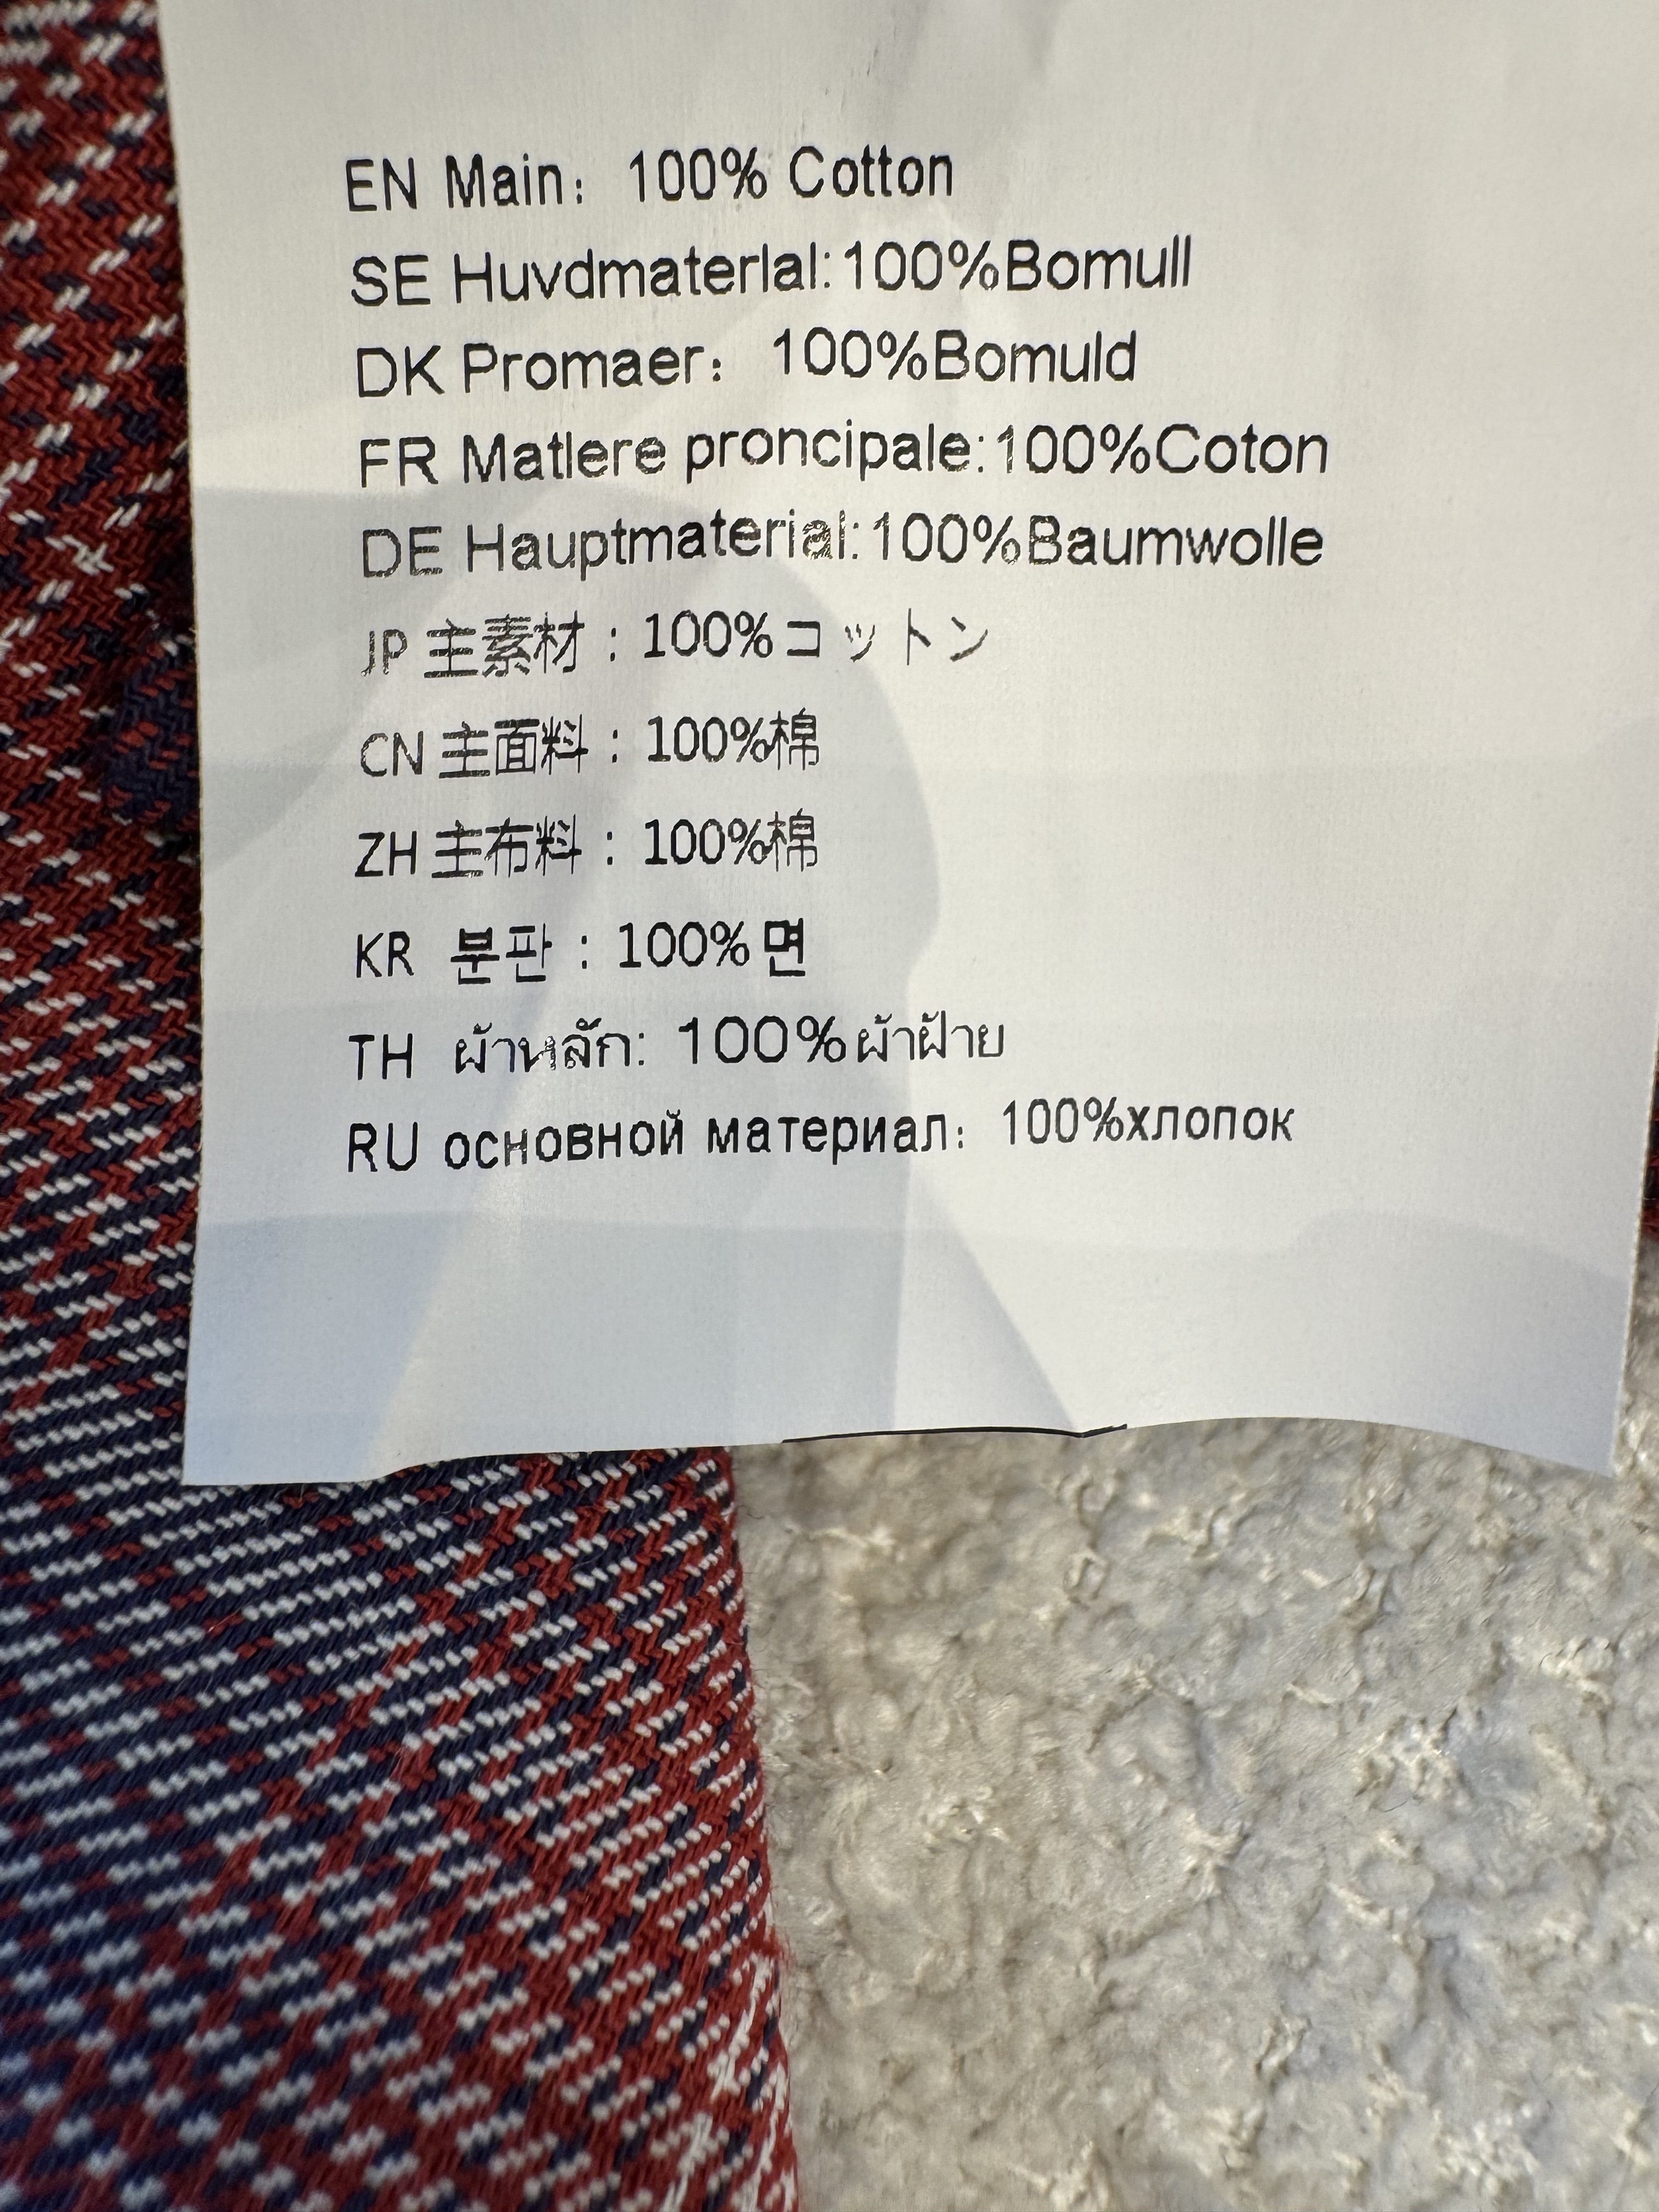 EN Main： 100% Cotton
SE Huvdmaterlal:100%Bomull
DK Promaer： 100%Bomuld
FR Matlere proncipale:100%Coton
DE Hauptmaterial:100%Baumwolle
JP 主素材：100%コットン
CN 主面料：100%棉
ZH 主布料：100%棉
KR 분판：100%면
TH ผ้าหลัก: 100%ผ้าฝ้าย
RU основной материал： 100%хлопок